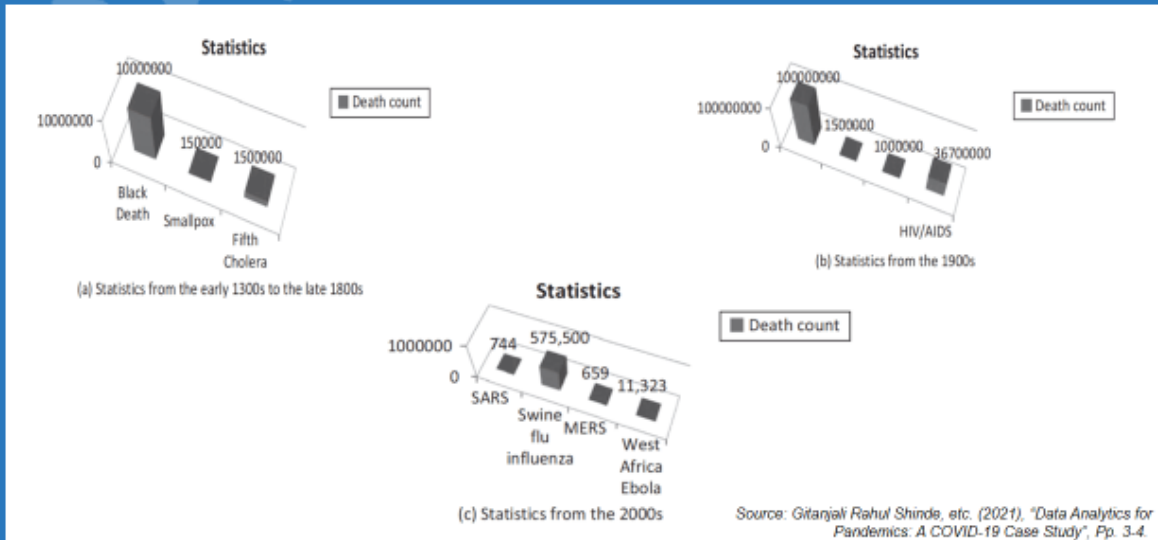 Statistics
10000000
150000
1500000
10000000
0
Death count
Black
Death
Smallpox
Fifth
Cholera
(a) Statistics from the early 1300s to the late 1800s
Statistics
100000000
1500000
1000000
36700000
100000000
0
Death count
HIV/AIDS
(b) Statistics from the 1900s
Statistics
744
575,500
659
11,323
1000000
0
Death count
SARS
Swine
flu
influenza
MERS
West
Africa
Ebola
(c) Statistics from the 2000s
Source: Gitanjali Rahul Shinde, etc. (2021), "Data Analytics for
Pandemics: A COVID-19 Case Study", Pp. 3-4.